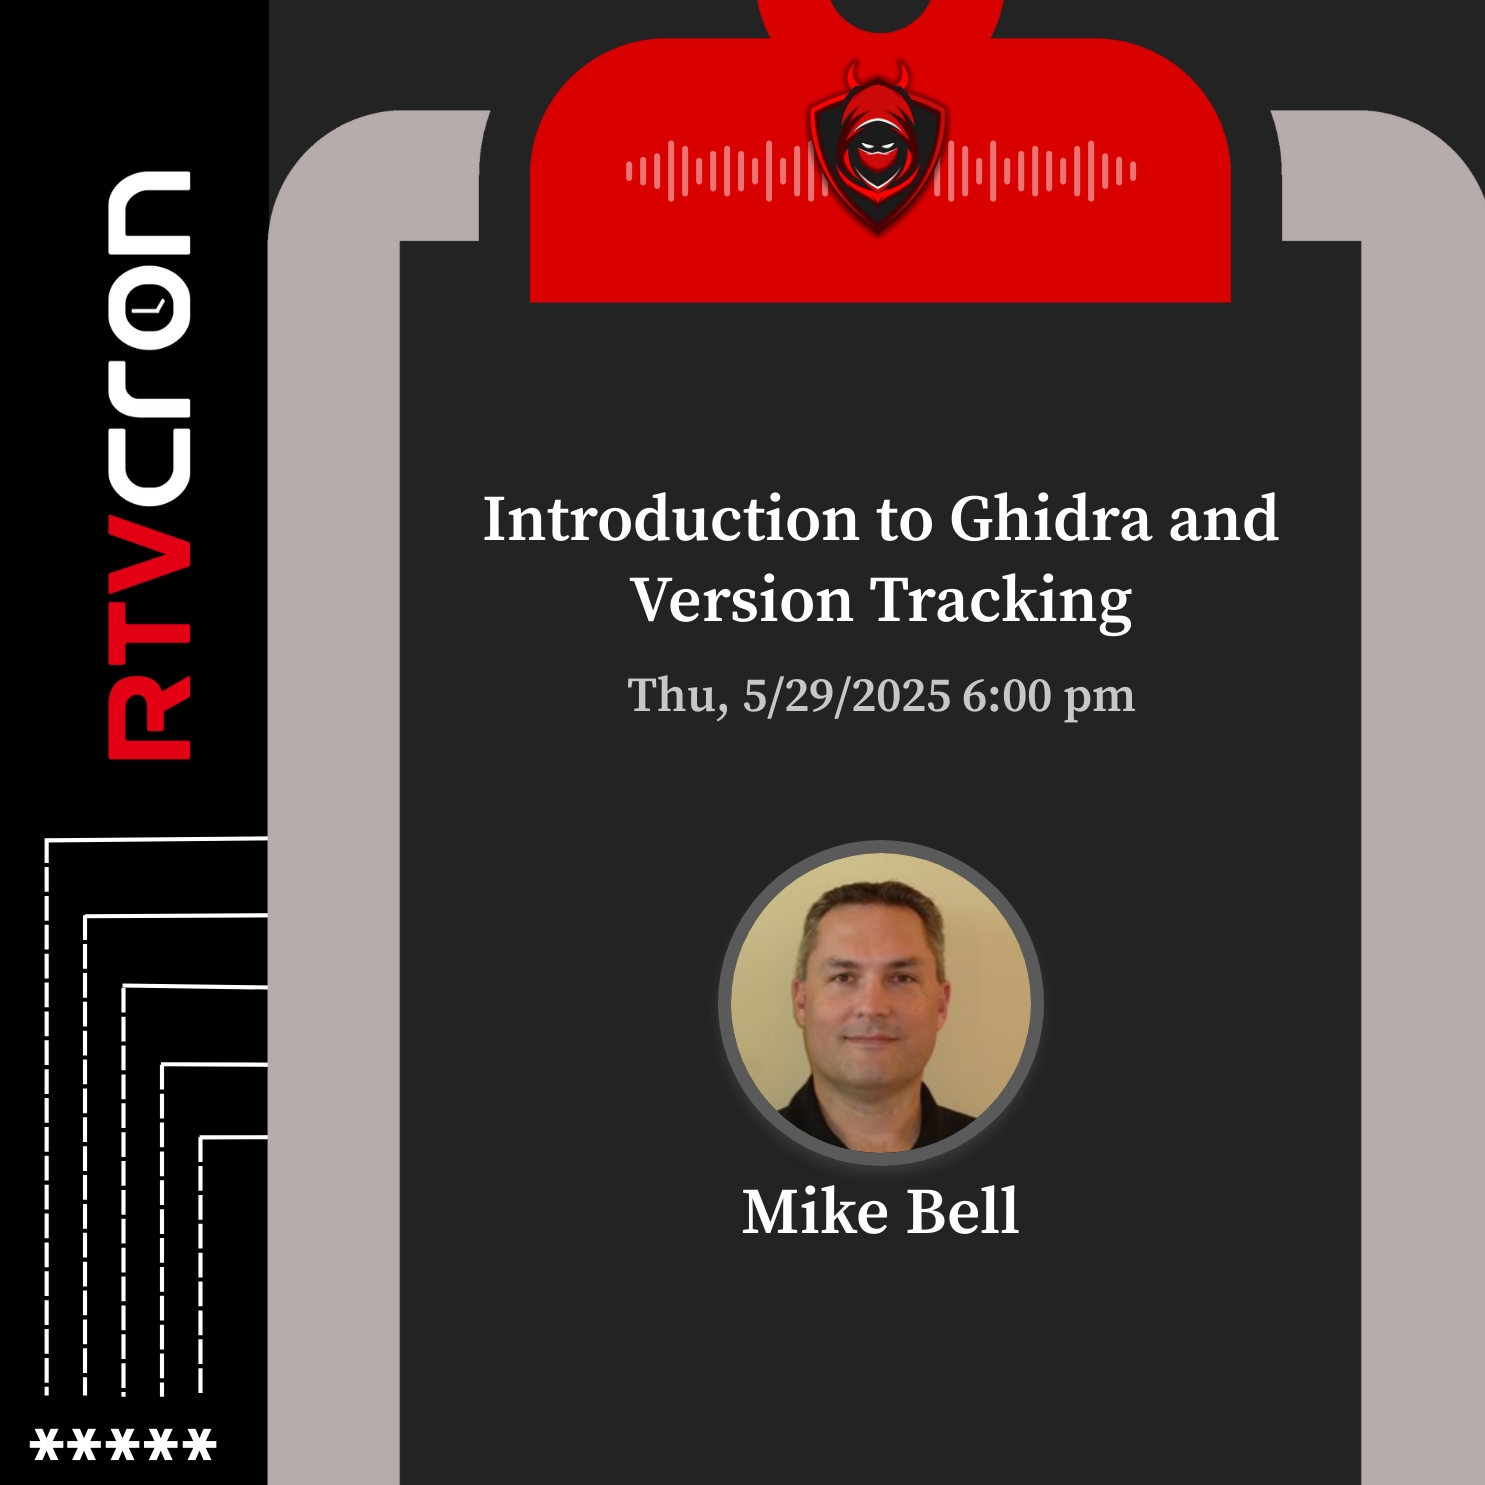 RTVcron
*****
Introduction to Ghidra and
Version Tracking
Thu, 5/29/2025 6:00 pm
Mike Bell